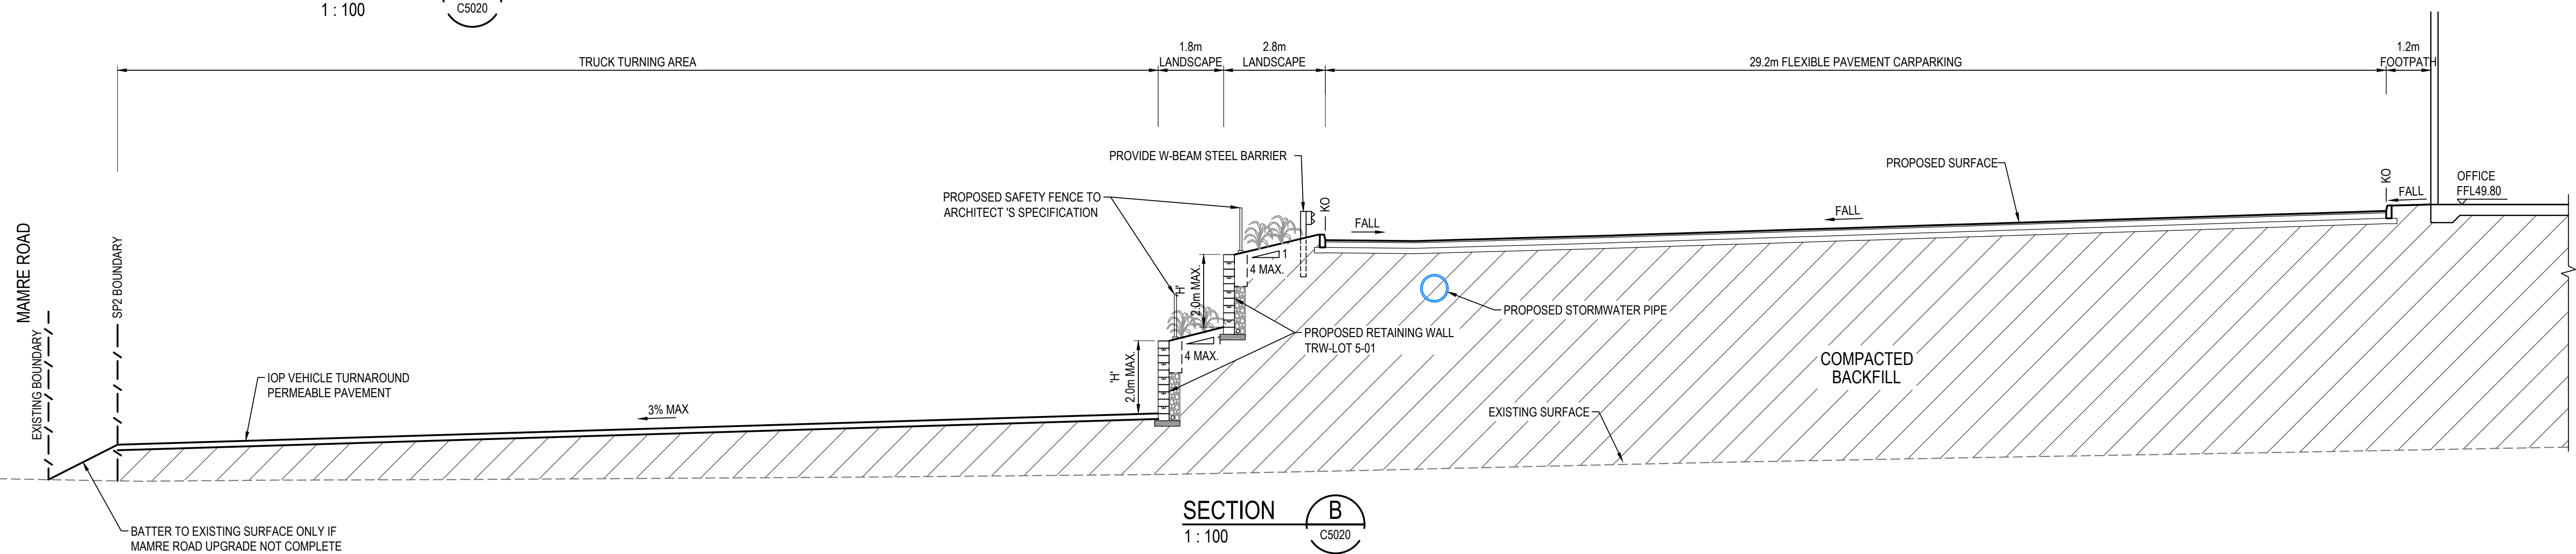 1 : 100
C5020
TRUCK TURNING AREA
1.8m
LANDSCAPE
2.8m
LANDSCAPE
29.2m FLEXIBLE PAVEMENT CARPARKING
1.2m
FOOTPATH
PROVIDE W-BEAM STEEL BARRIER
PROPOSED SURFACE
PROPOSED SAFETY FENCE TO
ARCHITECT 'S SPECIFICATION
KO
FALL
FALL
KO
FALL
OFFICE
FFL49.80
MAMRE ROAD
EXISTING BOUNDARY
SP2 BOUNDARY
1
4 MAX.
'H'
2.0m MAX.
PROPOSED STORMWATER PIPE
PROPOSED RETAINING WALL
TRW-LOT 5-01
1
4 MAX.
'H'
2.0m MAX.
COMPACTED
BACKFILL
IOP VEHICLE TURNAROUND
PERMEABLE PAVEMENT
3% MAX
EXISTING SURFACE
BATTER TO EXISTING SURFACE ONLY IF
MAMRE ROAD UPGRADE NOT COMPLETE
SECTION
1 : 100
B
C5020